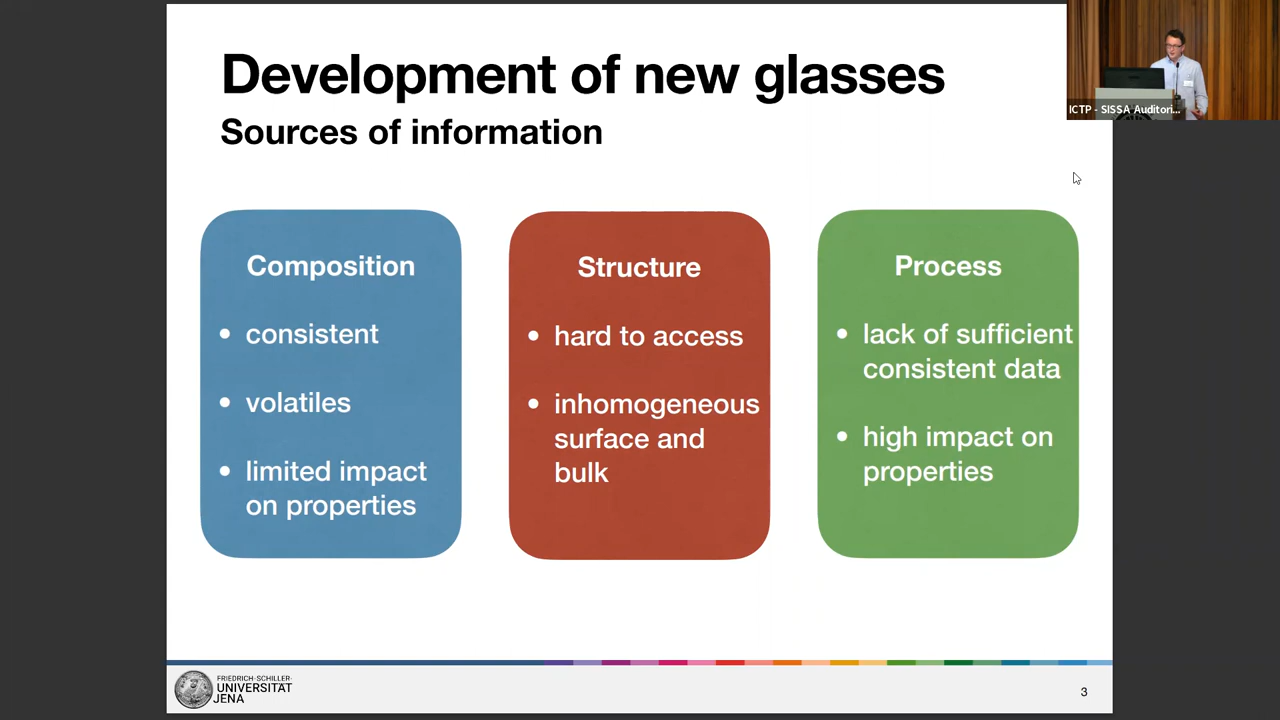 Development of new glasses
Sources of information
ICTP - SISSA Auditori...
Composition
• consistent
• volatiles
• limited impact
on properties
Structure
• hard to access
• inhomogeneous
surface and
bulk
Process
• lack of sufficient
consistent data
• high impact on
properties
FRIEDRICH-SCHILLER-
UNIVERSITÄT
JENA
3